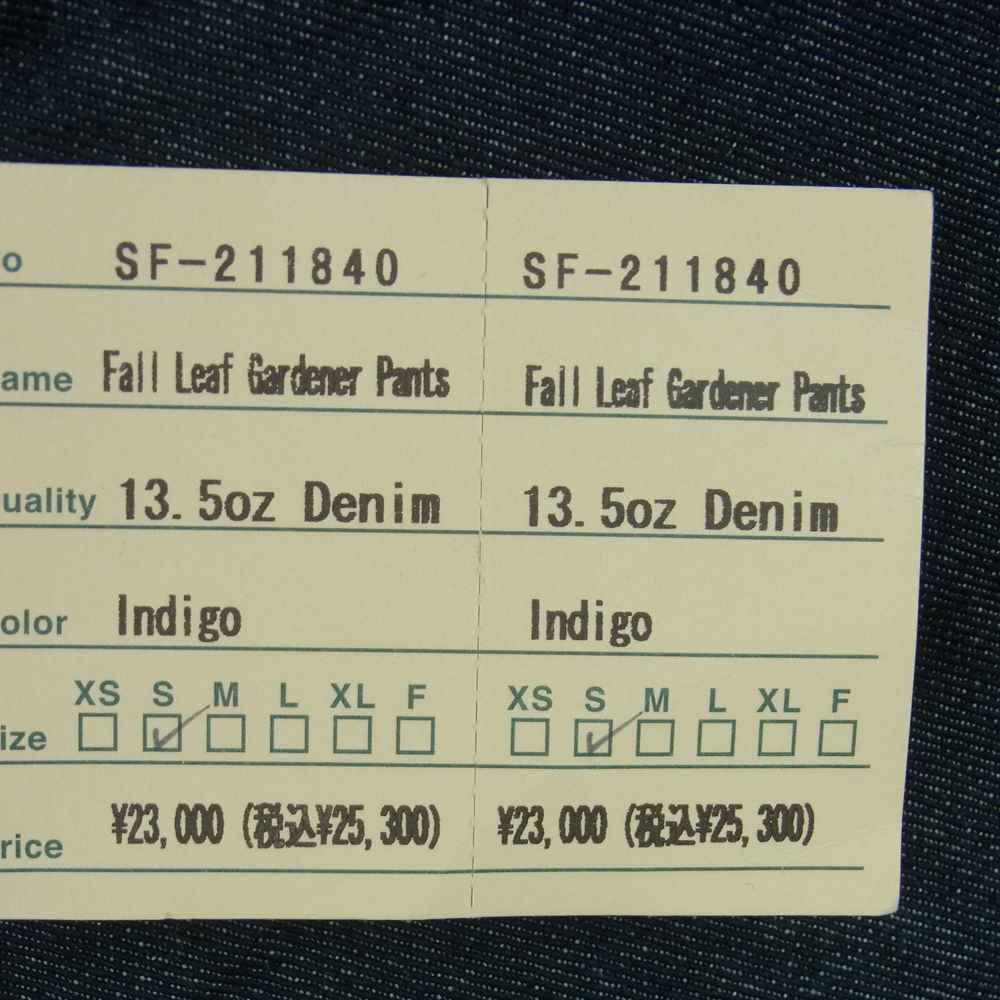 o SF-211840 SF-211840
ame Fall Leaf Gardener Pants Fall Leaf Gardener Pants
uality 13.5oz Denim 13.5oz Denim
olor Indigo Indigo
XS S M L XL F XS S M L XL F
ize
rice ¥23,000 (税込¥25,300) ¥23,000 (税込¥25,300)